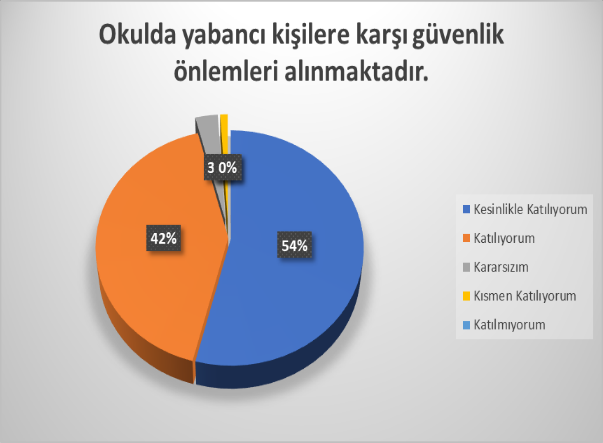 Okulda yabancı kişilere karşı güvenlik
önlemleri alınmaktadır.
3 0%
42%
54%
Kesinlikle Katılıyorum
Katılıyorum
Kararsızım
Kısmen Katılıyorum
Katılmıyorum